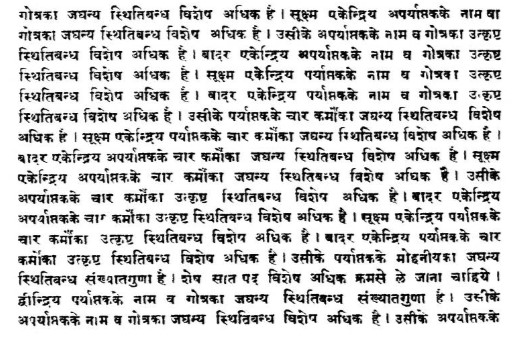 गोत्रका जघन्य स्थितिबन्ध विशेष अधिक है । सूक्ष्म एकेन्द्रिय अपर्याप्तकके नाम वा
गोत्रका जघन्य स्थितिबन्ध विशेष अधिक है । उसीके अपर्याप्तकके नाम व गोत्रका उत्कृष्ट
स्थितिबन्ध विशेष अधिक है । बादर एकेन्द्रिय अपर्याप्तकके नाम व गोत्रका उत्कृष्ट
स्थितिबन्ध विशेष अधिक है । सूक्ष्म एकेन्द्रिय पर्याप्तकके नाम व गोत्रका उत्कृष्ट
स्थितिबन्ध विशेष अधिक है । बादर एकेन्द्रिय पर्याप्तकके नाम व गोत्रका उत्कृष्ट
स्थितिबन्ध विशेष अधिक है । उसीके पर्याप्तकके चार कर्मोंका जघन्य स्थितिबन्ध विशेष
अधिक है । सूक्ष्म एकेन्द्रिय पर्याप्तकके चार कर्मोंका जघन्य स्थितिबन्ध विशेष अधिक है ।
बादर एकेन्द्रिय अपर्याप्तकके चार कर्मोंका जघन्य स्थितिबन्ध विशेष अधिक है । सूक्ष्म
एकेन्द्रिय अपर्याप्तकके चार कर्मोंका जघन्य स्थितिबन्ध विशेष अधिक है । उसीके
अपर्याप्तकके चार कर्मोंका उत्कृष्ट स्थितिबन्ध विशेष अधिक है । बादर एकेन्द्रिय
अपर्याप्तकके चार कर्मोंका उत्कृष्ट स्थितिबन्ध विशेष अधिक है । सूक्ष्म एकेन्द्रिय पर्याप्तकके
चार कर्मोंका उत्कृष्ट स्थितिबन्ध विशेष अधिक है । बादर एकेन्द्रिय पर्याप्तकके चार
कर्मोंका उत्कृष्ट स्थितिबन्ध विशेष अधिक है । उसीके पर्याप्तकके मोहनीयका जघन्य
स्थितिबन्ध संख्यातगुणा है । शेष सात पद विशेष अधिक क्रमसे ले जाना चाहिये ।
द्वीन्द्रिय पर्याप्तकके नाम व गोत्रका जघन्य स्थितिबन्ध संख्यातगुणा है । उसीके
अपर्याप्तकके नाम व गोत्रका जघन्य स्थितिबन्ध विशेष अधिक है । उसीके अपर्याप्तकके